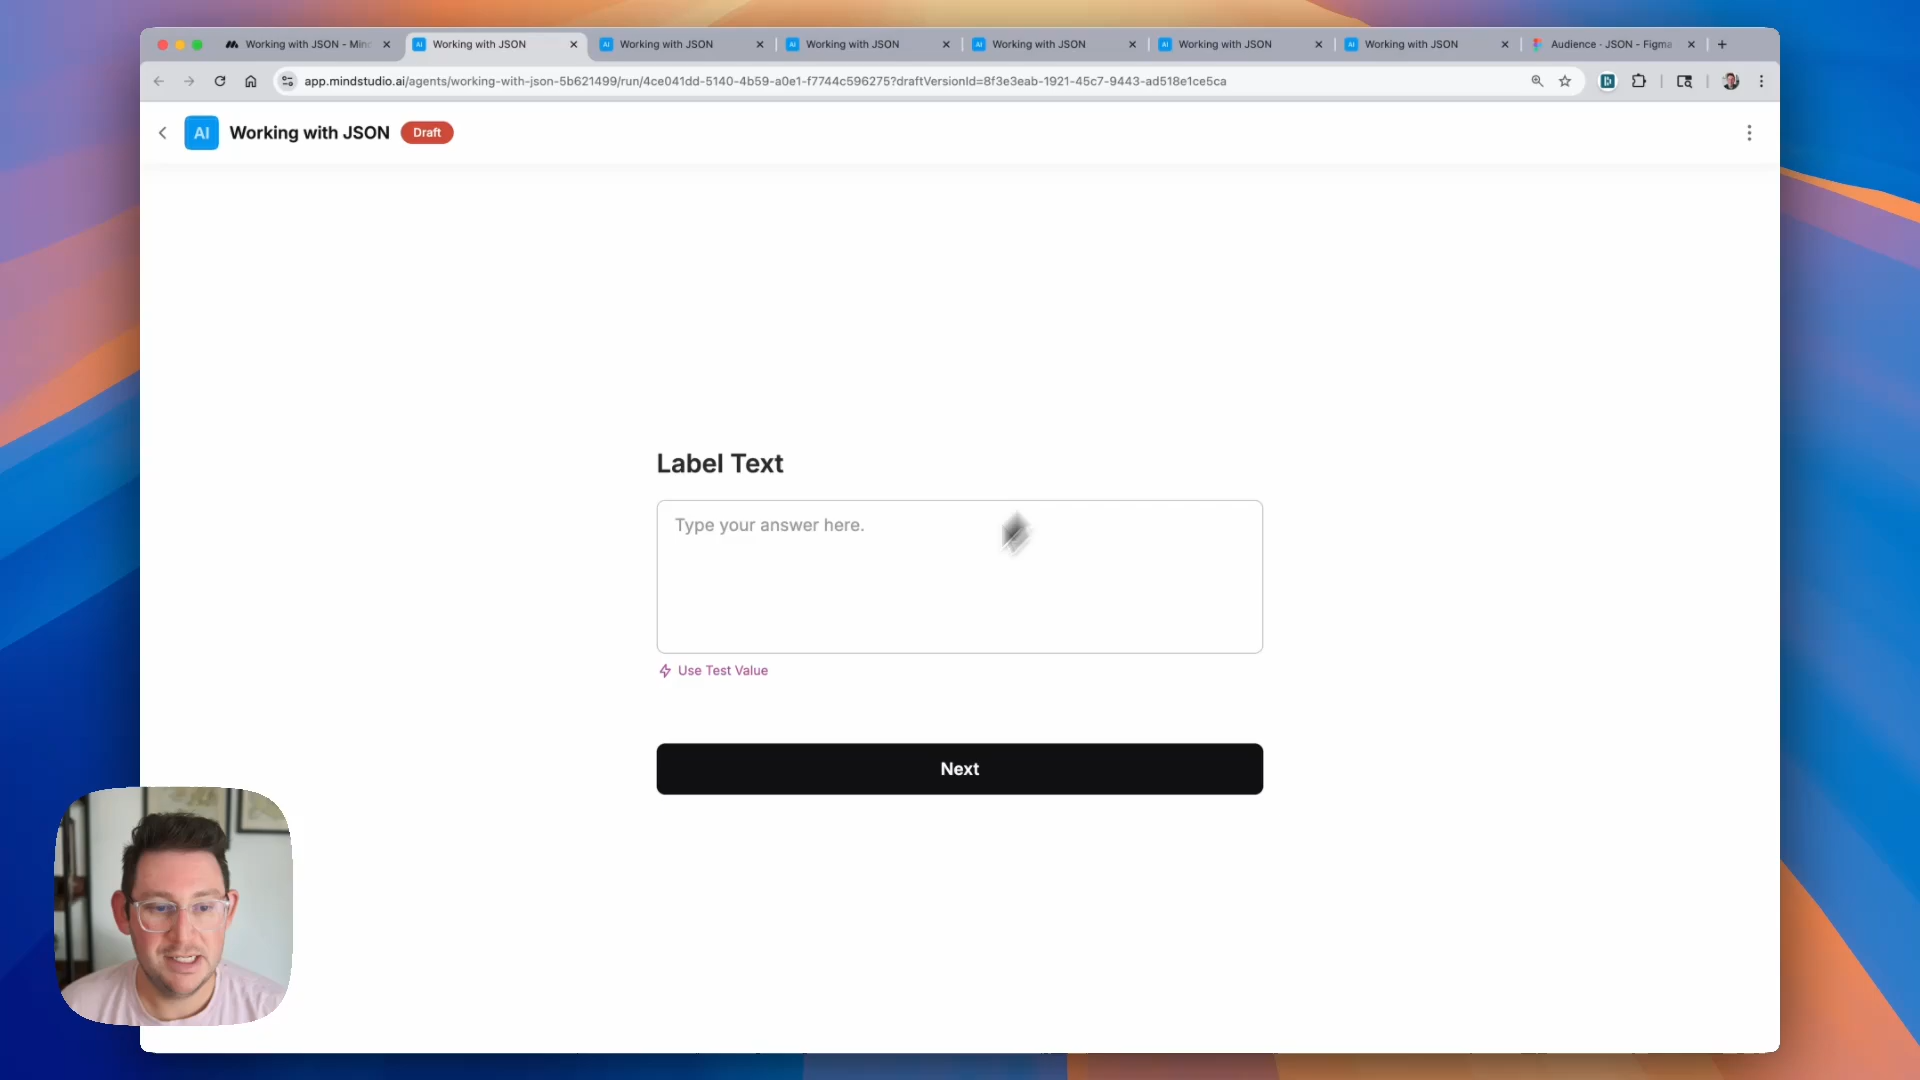 Working with JSON - Mind
Working with JSON
Working with JSON
Working with JSON
Working with JSON
Working with JSON
Working with JSON
Audience · JSON - Figma
app.mindstudio.ai/agents/working-with-json-5b621499/run/4ce041dd-5140-4b59-a0e1-f7744c596275?draftVersionId=8f3e3eab-1921-45c7-9443-ad518e1ce5ca
AI Working with JSON Draft
Label Text
Type your answer here.
Use Test Value
Next